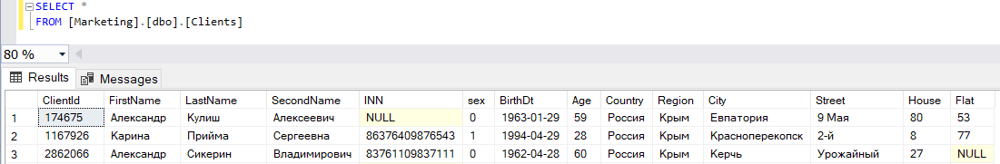 SELECT *
FROM [Marketing].[dbo].[Clients]
80 %
Results Messages
ClientId FirstName LastName SecondName INN sex BirthDt Age Country Region City Street House Flat
1 174675 Александр Кулиш Алексеевич NULL 0 1963-01-29 59 Россия Крым Евпатория 9 Мая 80 53
2 1167926 Карина Прийма Сергеевна 86376409876543 1 1994-04-29 28 Россия Крым Красноперекопск 2-й 8 77
3 2862066 Александр Сикерин Владимирович 83761109837111 0 1962-04-28 60 Россия Крым Керчь Урожайный 27 NULL